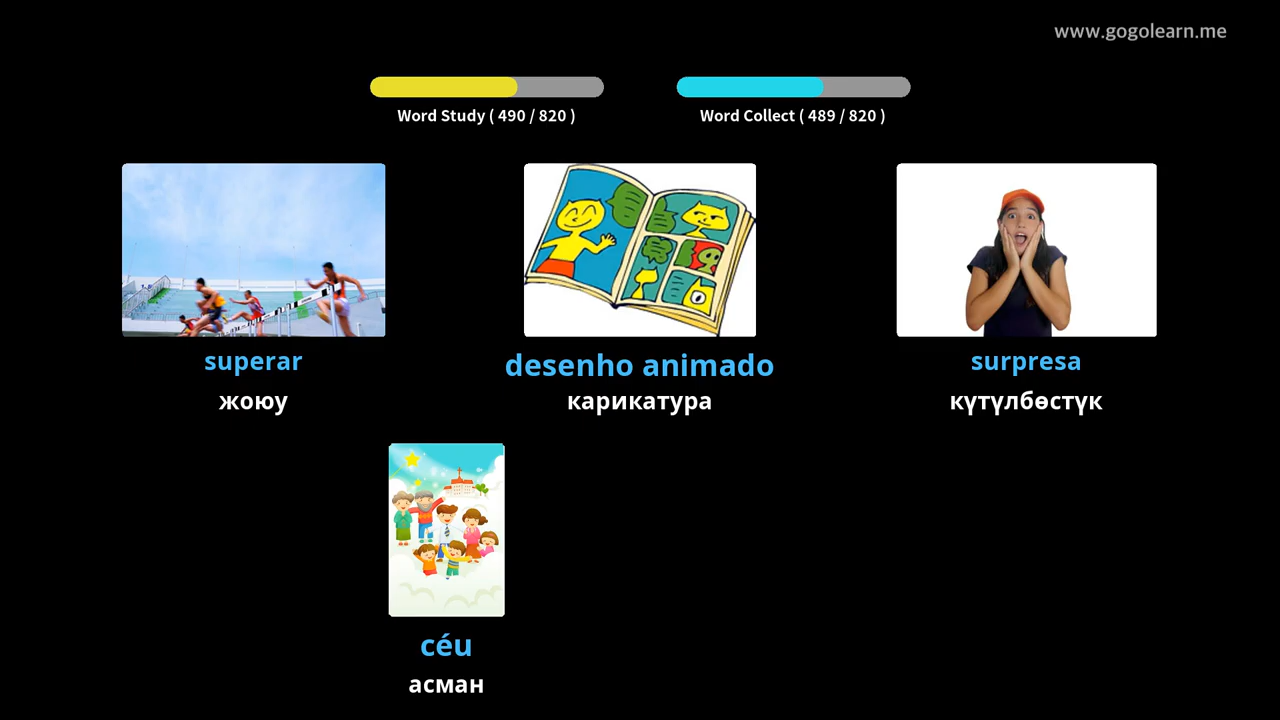 www.gogolearn.me
Word Study ( 490 / 820 )
Word Collect ( 489 / 820 )
superar
desenho animado
surpresa
жоюу
карикатура
күтүлбөстүк
céu
асман